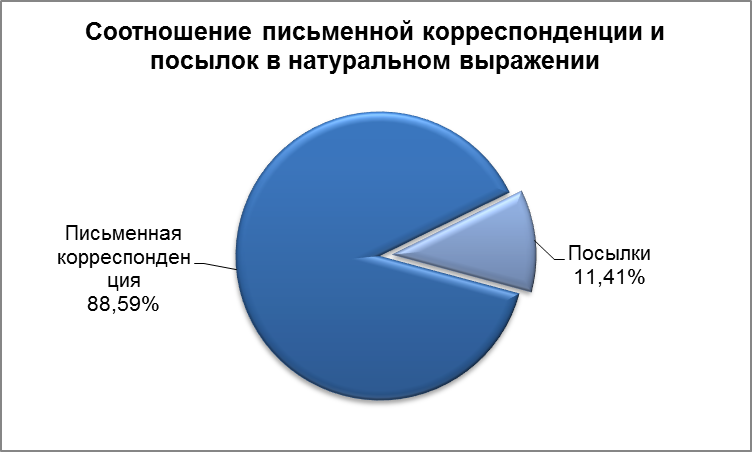 Соотношение письменной корреспонденции и
посылок в натуральном выражении
Письменная
корреспонден
ция
88,59%
Посылки
11,41%